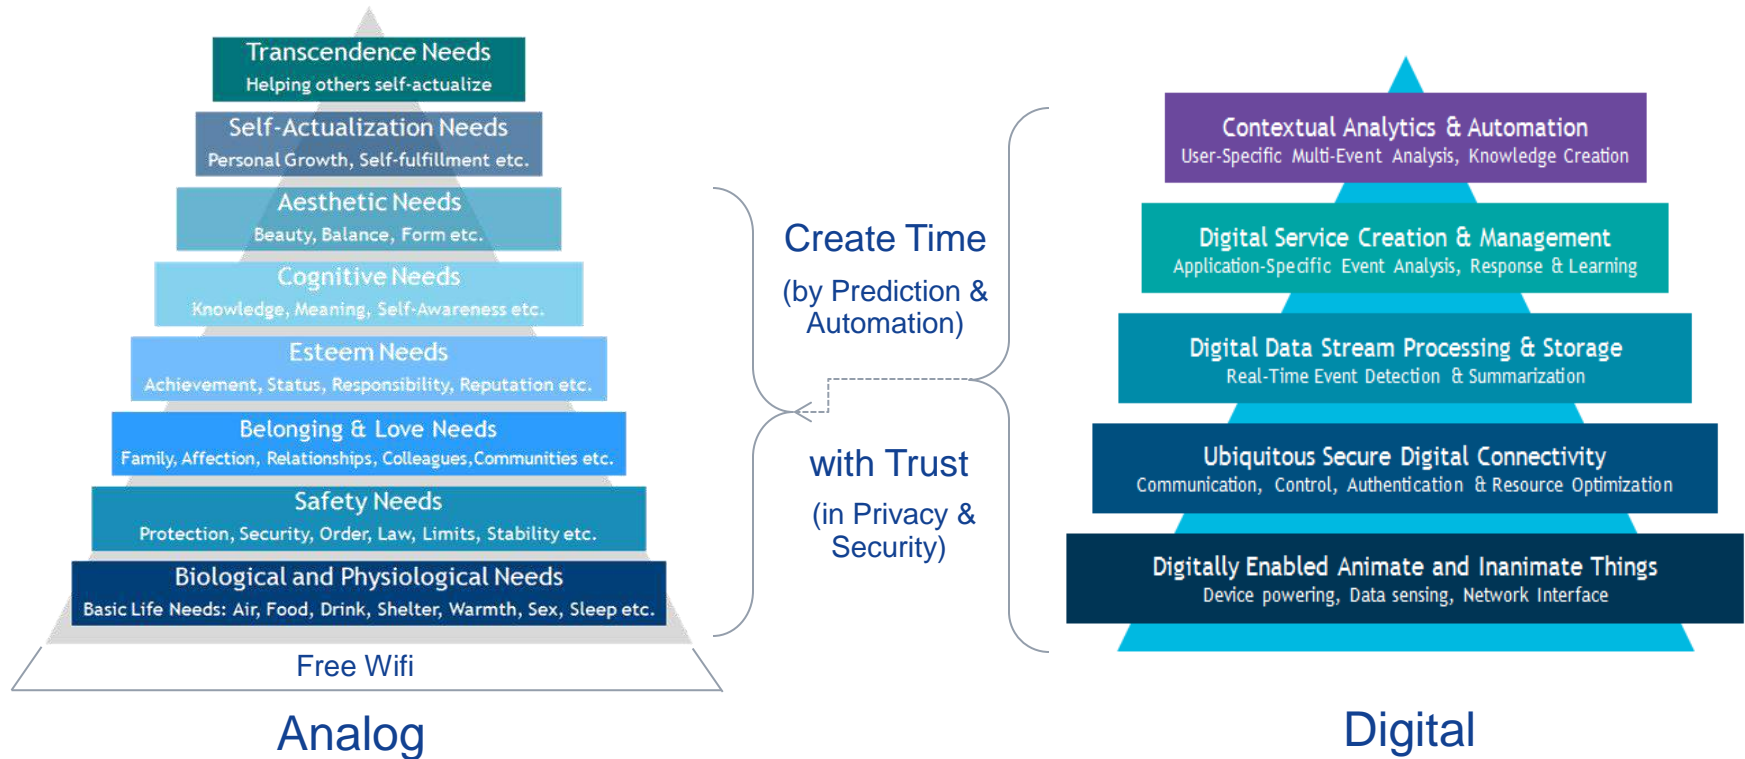 Transcendence Needs
Helping others self-actualize
Self-Actualization Needs
Personal Growth, Self-fulfillment etc.
Aesthetic Needs
Beauty, Balance, Form etc.
Cognitive Needs
Knowledge, Meaning, Self-Awareness etc.
Esteem Needs
Achievement, Status, Responsibility, Reputation etc.
Belonging & Love Needs
Family, Affection, Relationships, Colleagues,Communities etc.
Safety Needs
Protection, Security, Order, Law, Limits, Stability etc.
Biological and Physiological Needs
Basic Life Needs: Air, Food, Drink, Shelter, Warmth, Sex, Sleep etc.
Free Wifi
Analog
Create Time
(by Prediction &
Automation)
with Trust
(in Privacy &
Security)
Contextual Analytics & Automation
User-Specific Multi-Event Analysis, Knowledge Creation
Digital Service Creation & Management
Application-Specific Event Analysis, Response & Learning
Digital Data Stream Processing & Storage
Real-Time Event Detection & Summarization
Ubiquitous Secure Digital Connectivity
Communication, Control, Authentication & Resource Optimization
Digitally Enabled Animate and Inanimate Things
Device powering, Data sensing, Network Interface
Digital